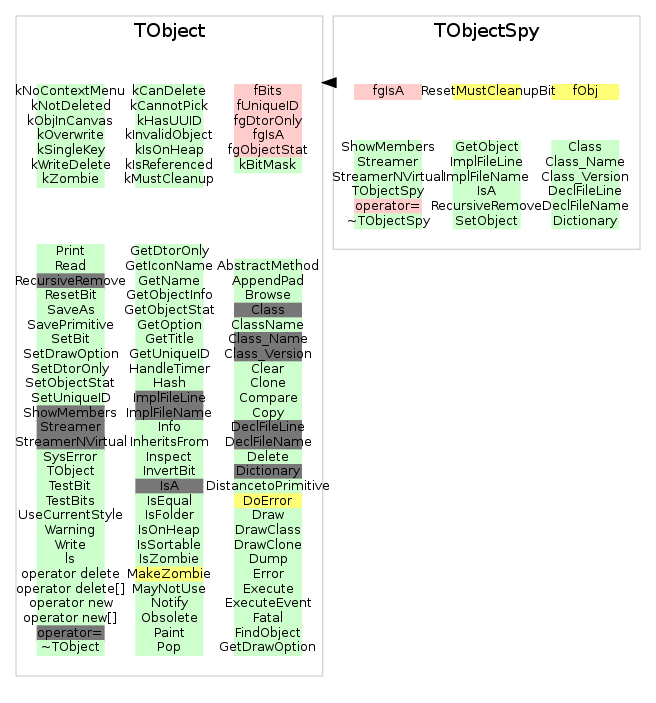 TObject
kNoContextMenu
kNotDeleted
kObjInCanvas
kOverwrite
kSingleKey
kWriteDelete
kZombie
kCanDelete
kCannotPick
kHasUUID
kInvalidObject
kIsOnHeap
kIsReferenced
kMustCleanup
fBits
fUniqueID
fgDtorOnly
fgIsA
fgObjectStat
kBitMask
Print
Read
RecursiveRemove
ResetBit
SaveAs
SavePrimitive
SetBit
SetDrawOption
SetDtorOnly
SetObjectStat
SetUniqueID
ShowMembers
Streamer
StreamerNVirtual
SysError
TObject
TestBit
TestBits
UseCurrentStyle
Warning
Write
ls
operator delete
operator delete[]
operator new
operator new[]
operator=
~TObject
GetDtorOnly
GetIconName
GetName
GetObjectInfo
GetObjectStat
GetOption
GetTitle
GetUniqueID
HandleTimer
Hash
ImplFileLine
ImplFileName
Info
InheritsFrom
Inspect
InvertBit
IsA
IsEqual
IsFolder
IsOnHeap
IsSortable
IsZombie
MakeZombie
MayNotUse
Notify
Obsolete
Paint
Pop
AbstractMethod
AppendPad
Browse
Class
ClassName
Class_Name
Class_Version
Clear
Clone
Compare
Copy
DeclFileLine
DeclFileName
Delete
Dictionary
DistancetoPrimitive
DoError
Draw
DrawClass
DrawClone
Dump
Error
Execute
ExecuteEvent
Fatal
FindObject
GetDrawOption
TObjectSpy
fgIsA
ResetMustCleanupBit
fObj
ShowMembers
Streamer
StreamerNVirtual
TObjectSpy
operator=
~TObjectSpy
GetObject
ImplFileLine
ImplFileName
IsA
RecursiveRemove
SetObject
Class
Class_Name
Class_Version
DeclFileLine
DeclFileName
Dictionary